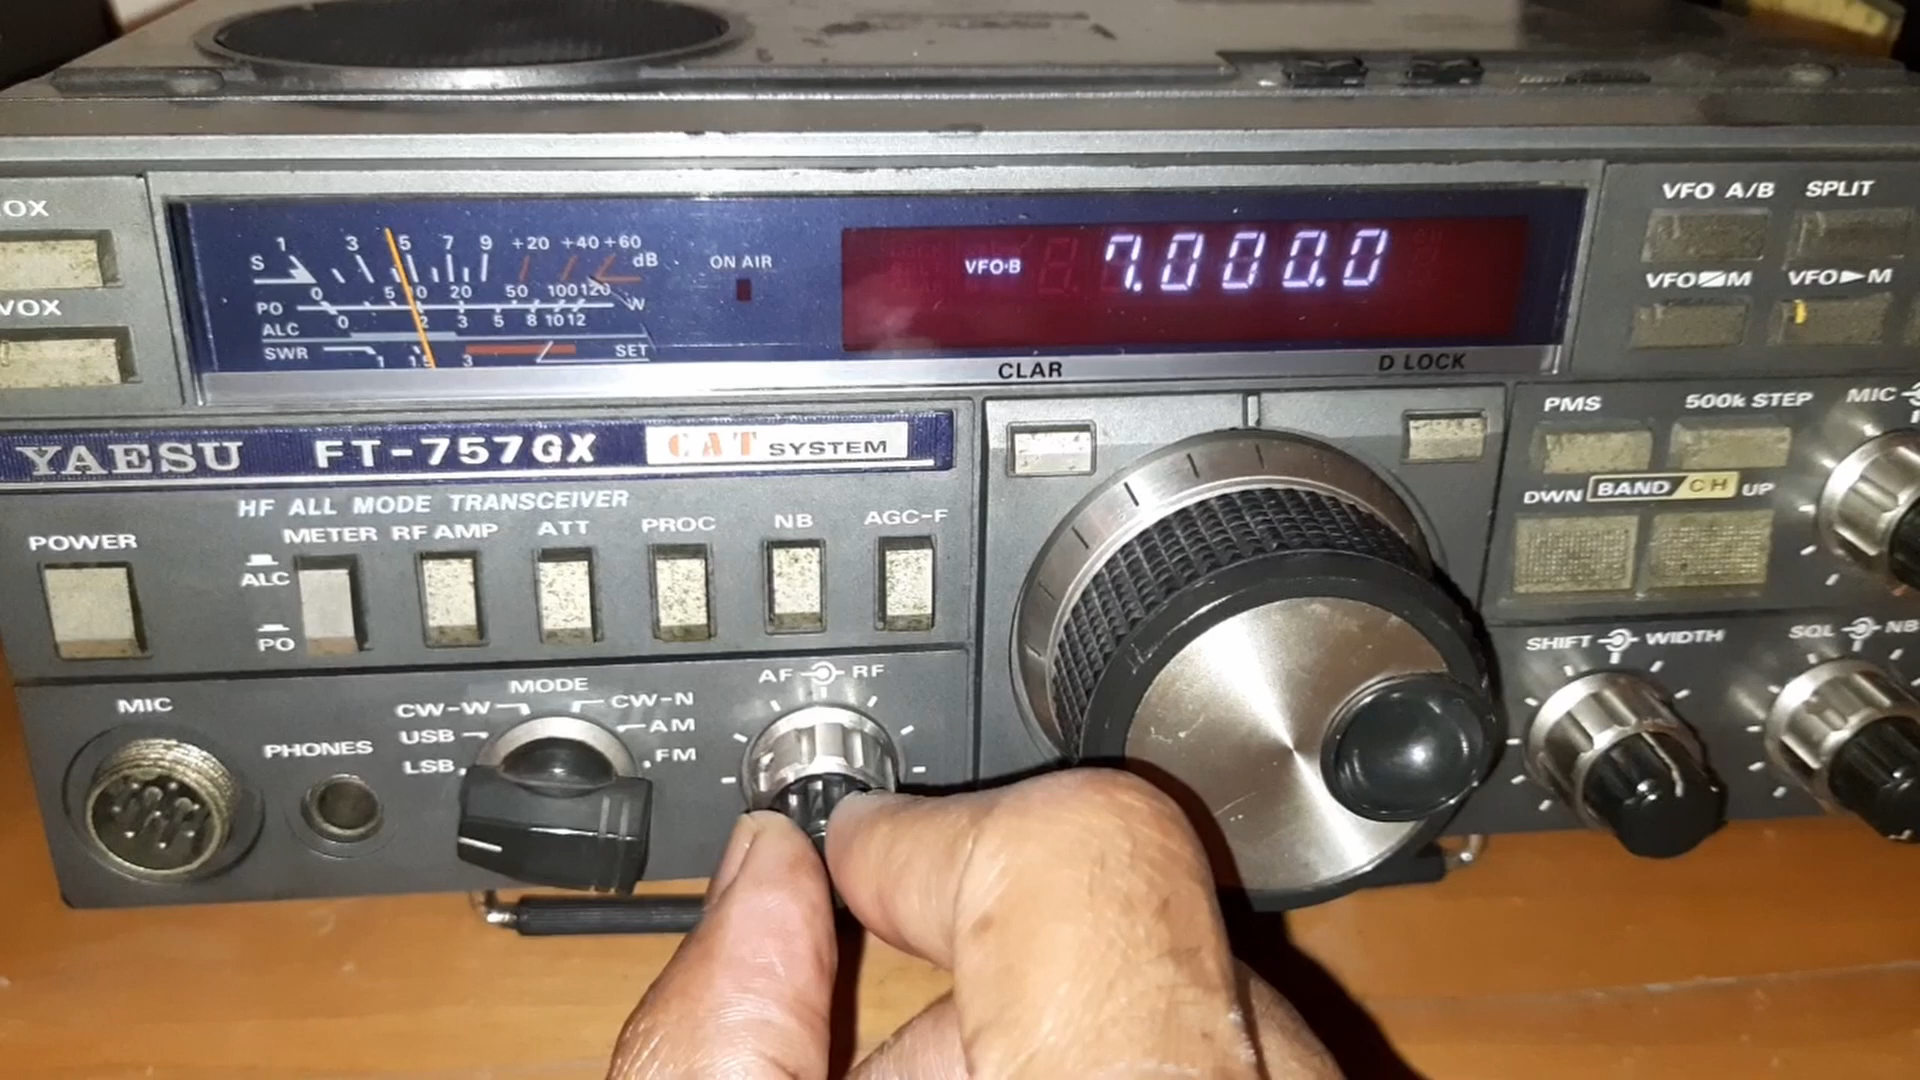 OX
VOX
S 1 3 5 7 9 +20 +40 +60 dB
PO 0 5 10 20 50 100 120 W
ALC 0 2 3 5 8 10 12
SWR 1 1.5 3 SET
ON AIR
VFO·B 7.000.0
VFO A/B SPLIT
VFO M VFO►M
CLAR D LOCK
YAESU FT-757GX CAT SYSTEM
HF ALL MODE TRANSCEIVER
POWER METER RF AMP ATT PROC NB AGC-F
ALC
PO
PMS 500k STEP MIC
DWN BAND/CH UP
SHIFT WIDTH SQL NB
MIC
PHONES
MODE
CW-W CW-N
USB AM
LSB FM
AF RF